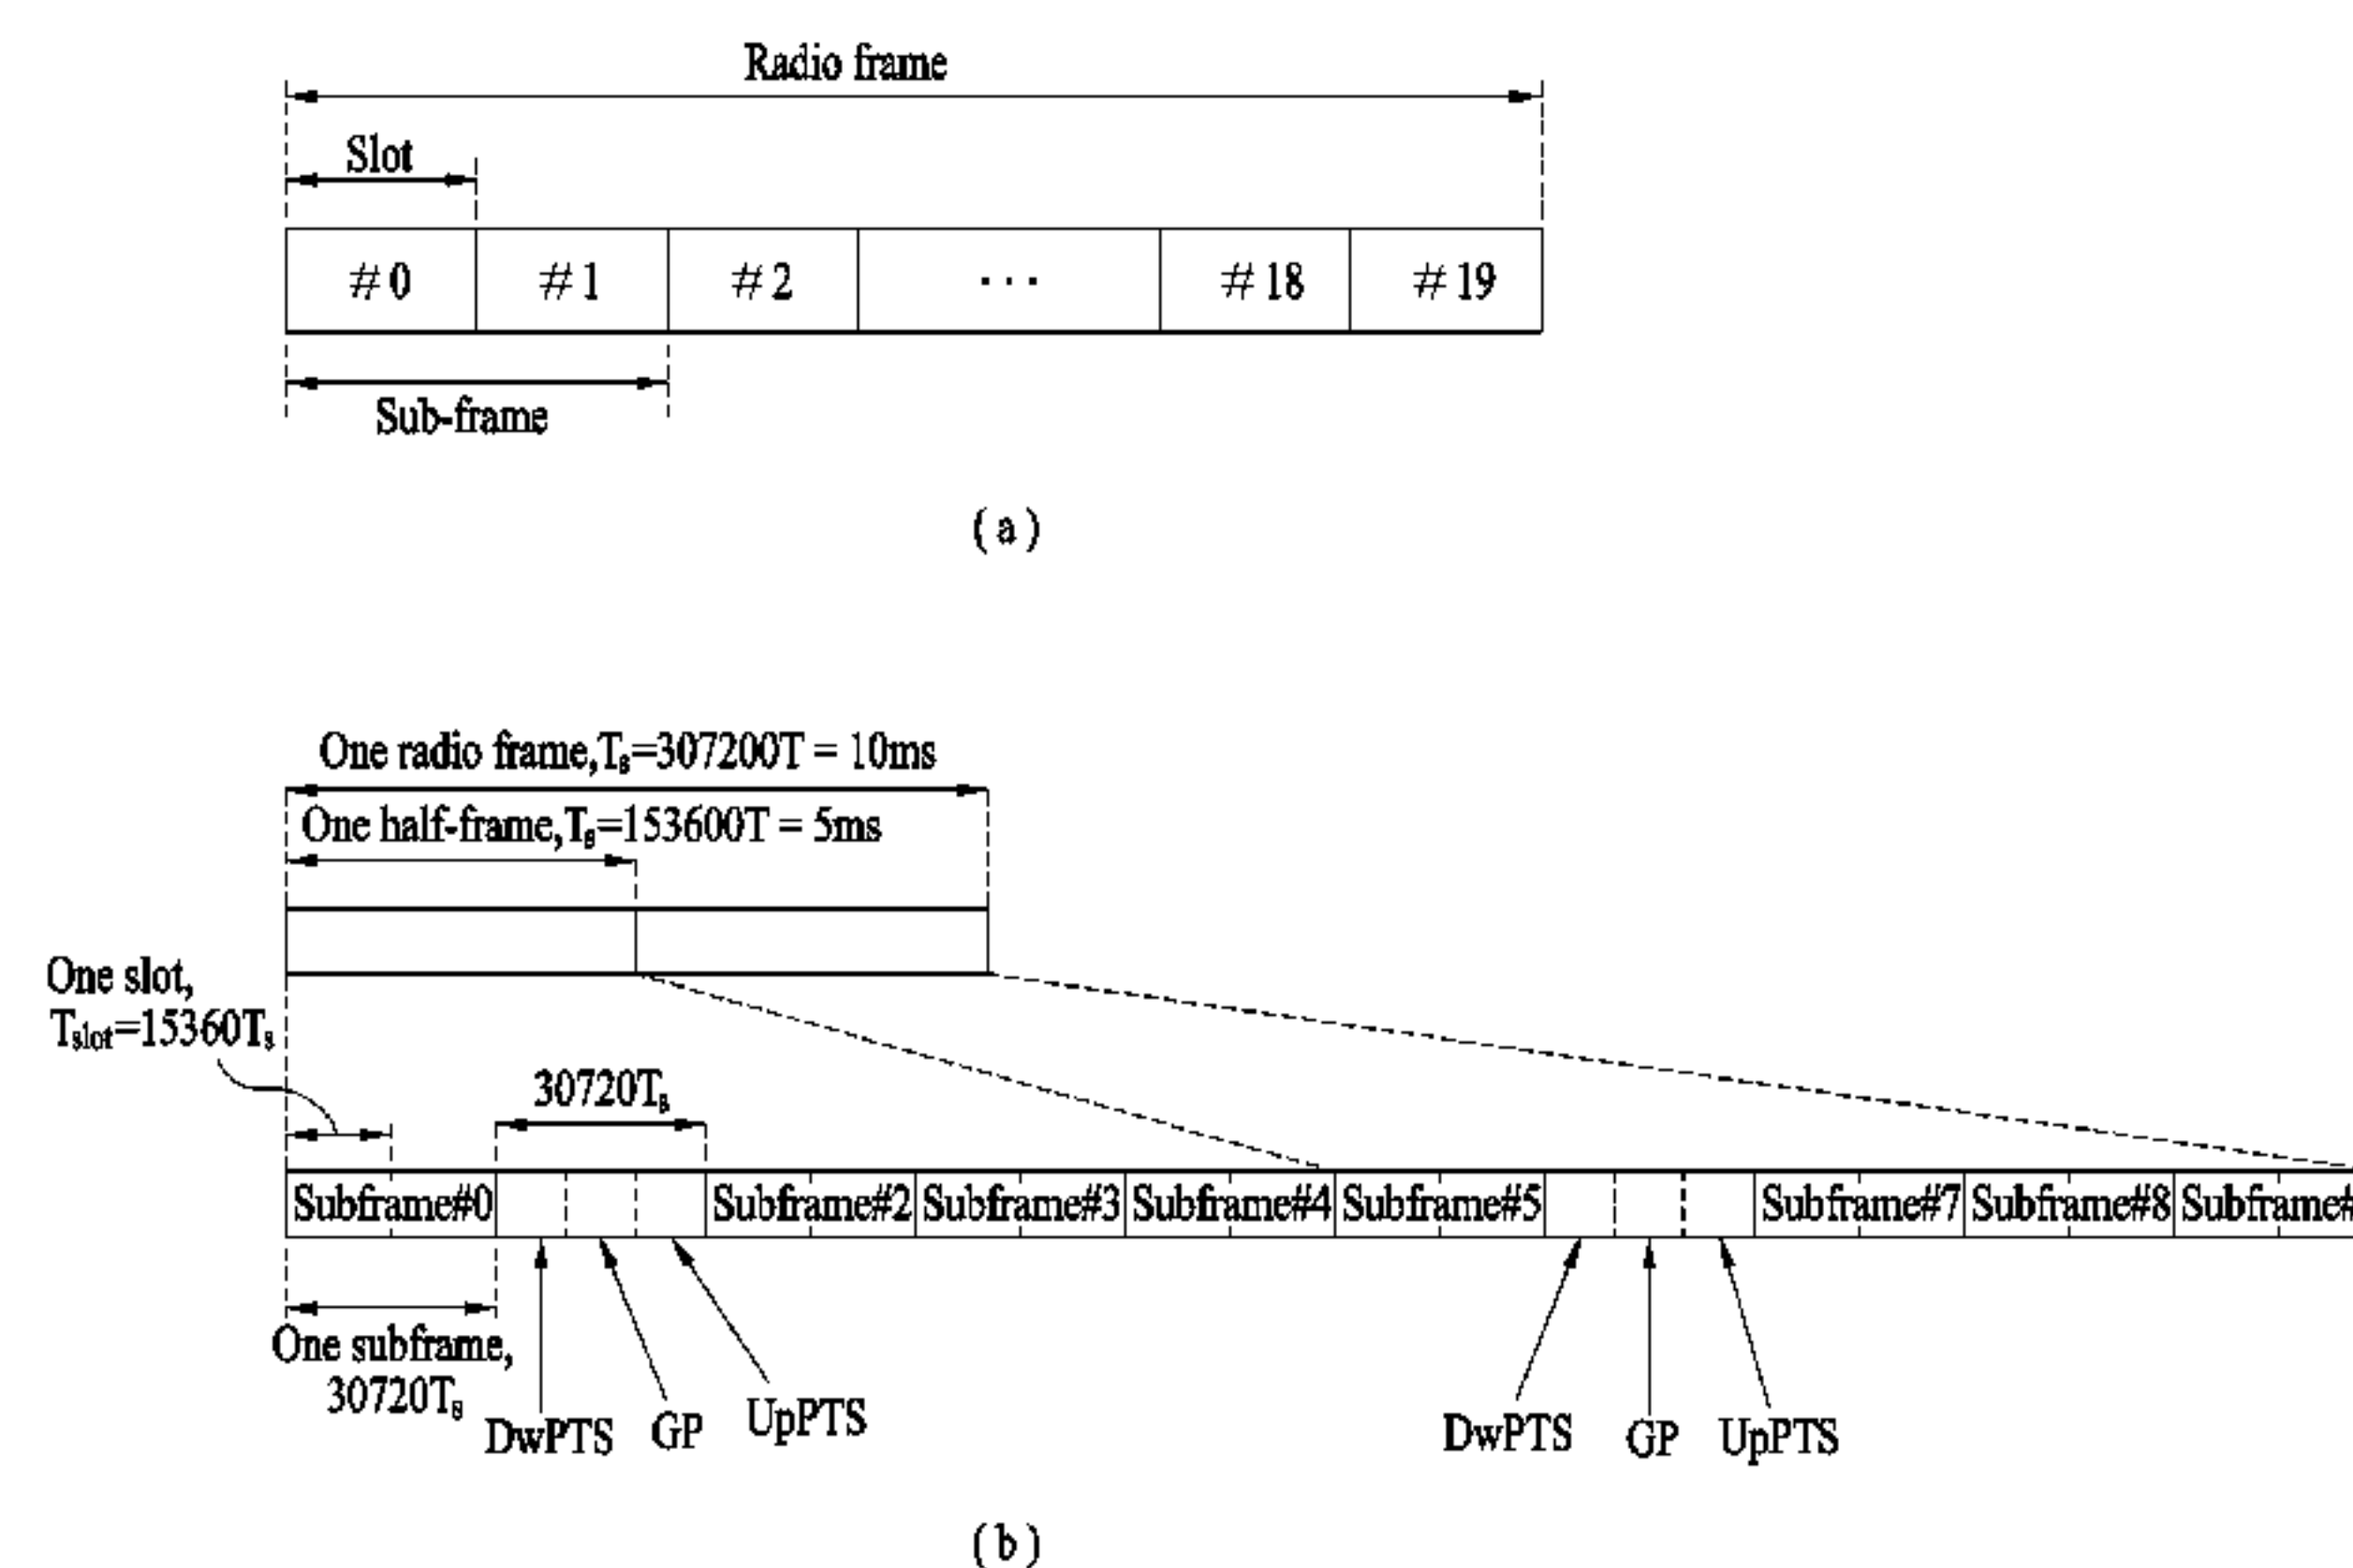 Radio frame
Slot
#0 #1 #2 ... #18 #19
Sub-frame
(a)
One radio frame,Ts=307200T = 10ms
One half-frame,Ts=153600T = 5ms
One slot,
Tslot=15360Ts
30720Ts
Subframe#0 Subframe#2 Subframe#3 Subframe#4 Subframe#5 Subframe#7 Subframe#8 Subframe#
One subframe,
30720Ts
DwPTS GP UpPTS DwPTS GP UpPTS
(b)